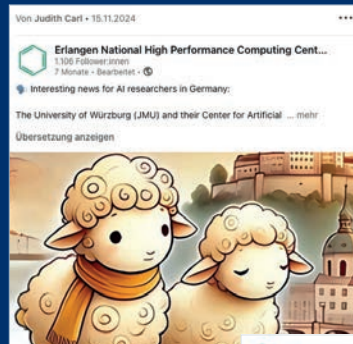 Von Judith Carl • 15.11.2024
Erlangen National High Performance Computing Cent...
1.106 Follower:innen
7 Monate • Bearbeitet •
Interesting news for AI researchers in Germany:
The University of Würzburg (JMU) and their Center for Artificial ... mehr
Übersetzung anzeigen